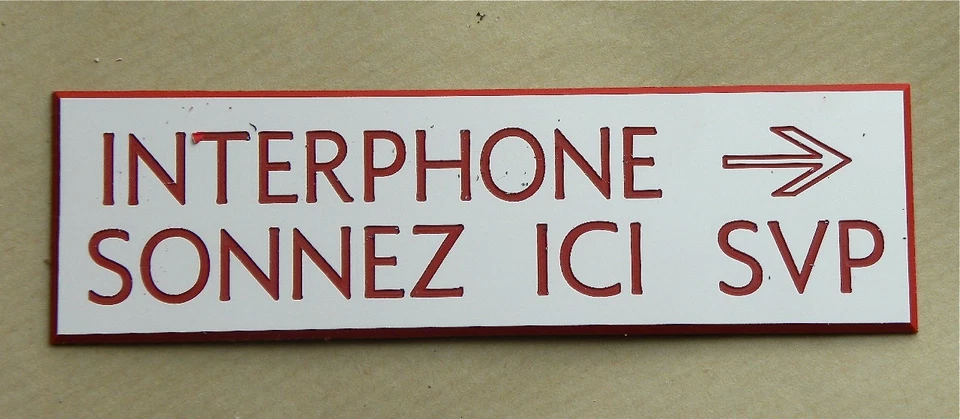 INTERPHONE →
SONNEZ ICI SVP